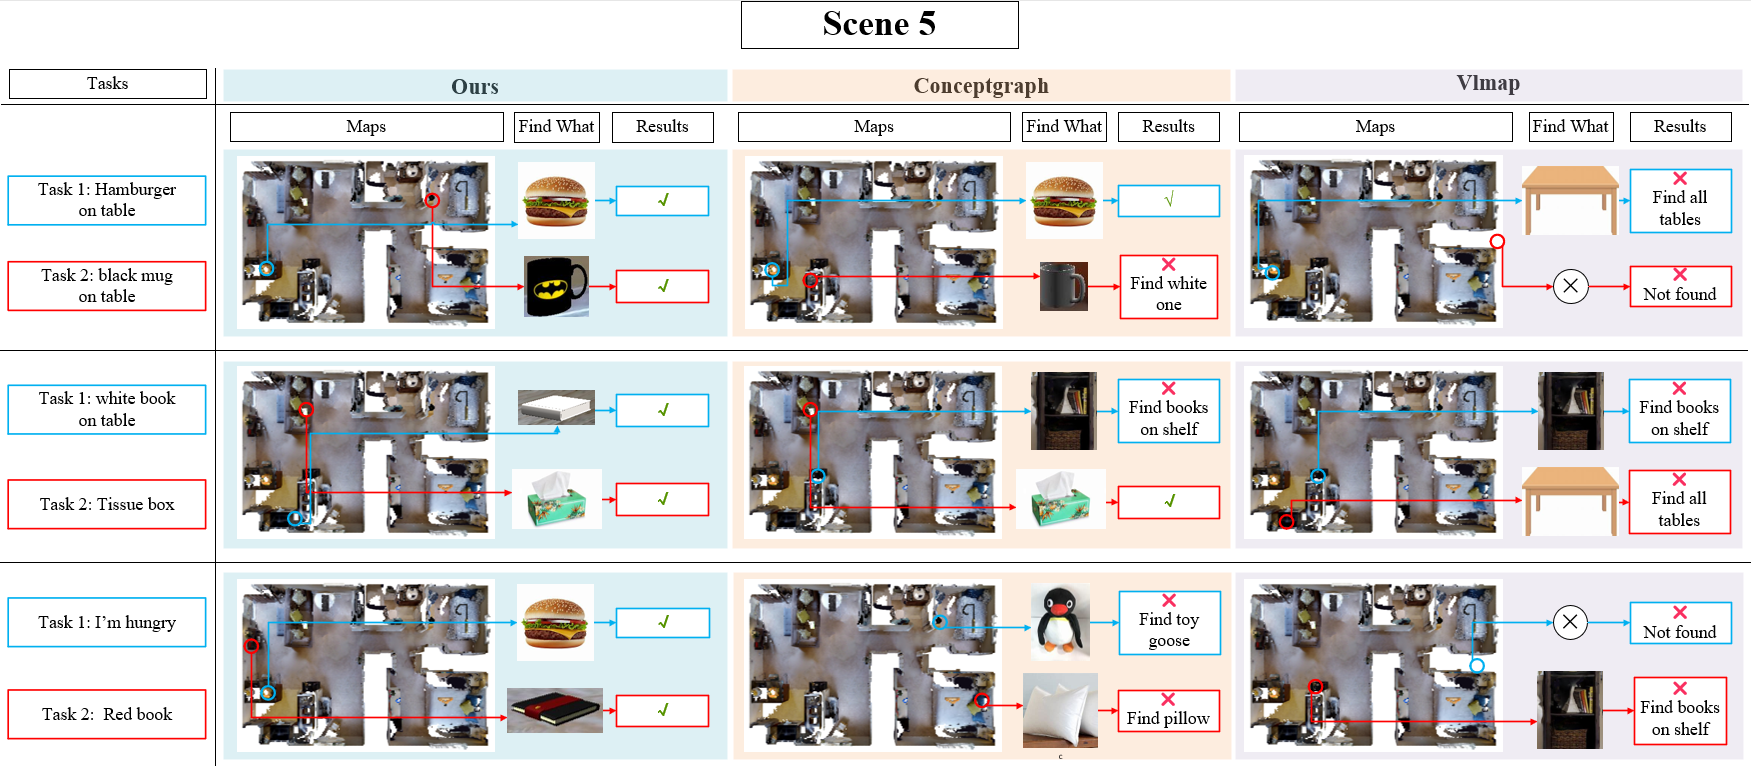 Scene 5
Tasks
Ours
Conceptgraph
Vlmap
Maps
Find What
Results
Maps
Find What
Results
Maps
Find What
Results
Task 1: Hamburger
on table
√
√
Find all
tables
Task 2: black mug
on table
√
Find white
one
Not found
Task 1: white book
on table
√
Find books
on shelf
Find books
on shelf
Task 2: Tissue box
√
√
Find all
tables
Task 1: I’m hungry
√
Find toy
goose
Not found
Task 2:  Red book
√
Find pillow
Find books
on shelf
c